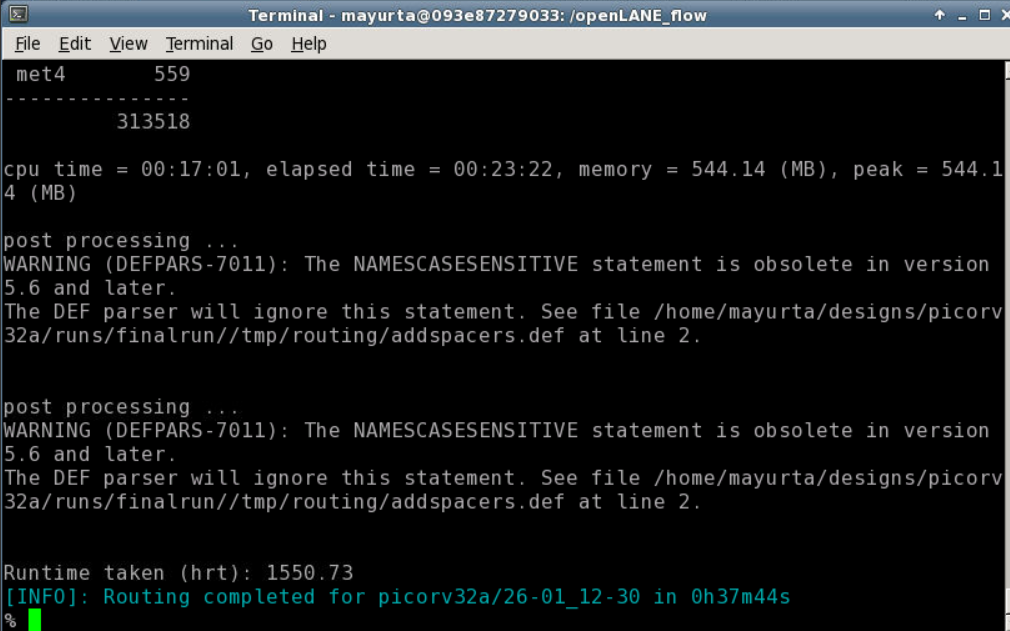 Terminal - mayurta@093e87279033: /openLANE_flow
File Edit View Terminal Go Help
met4 559
---------------
313518
cpu time = 00:17:01, elapsed time = 00:23:22, memory = 544.14 (MB), peak = 544.1
4 (MB)
post processing ...
WARNING (DEFPARS-7011): The NAMESCASESENSITIVE statement is obsolete in version
5.6 and later.
The DEF parser will ignore this statement. See file /home/mayurta/designs/picorv
32a/runs/finalrun//tmp/routing/addspacers.def at line 2.
post processing ...
WARNING (DEFPARS-7011): The NAMESCASESENSITIVE statement is obsolete in version
5.6 and later.
The DEF parser will ignore this statement. See file /home/mayurta/designs/picorv
32a/runs/finalrun//tmp/routing/addspacers.def at line 2.
Runtime taken (hrt): 1550.73
[INFO]: Routing completed for picorv32a/26-01_12-30 in 0h37m44s
%